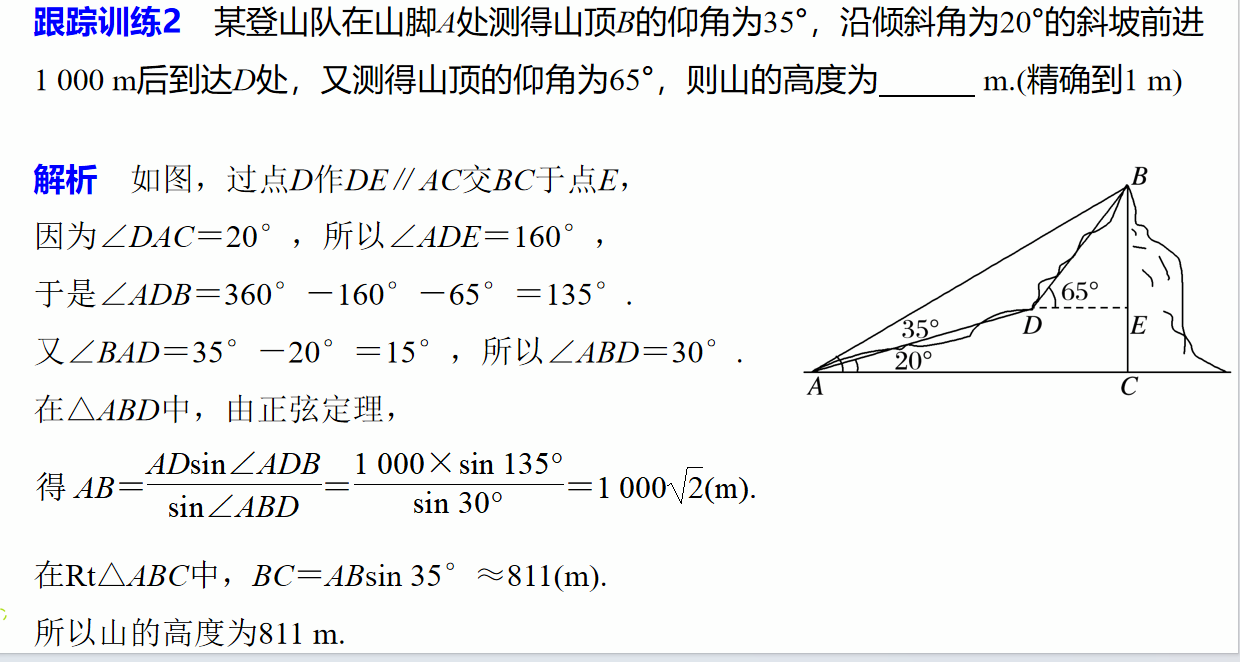 跟踪训练2 某登山队在山脚A处测得山顶B的仰角为35°，沿倾斜角为20°的斜坡前进
1 000 m后到达D处，又测得山顶的仰角为65°，则山的高度为______ m.(精确到1 m)
解析 如图，过点D作DE∥AC交BC于点E，
因为∠DAC＝20°，所以∠ADE＝160°，
于是∠ADB＝360°－160°－65°＝135°.
又∠BAD＝35°－20°＝15°，所以∠ABD＝30°.
在△ABD中，由正弦定理，
得 AB＝ADsin∠ADB/sin∠ABD＝1 000×sin 135°/sin 30°＝1 000√2(m).
在Rt△ABC中，BC＝ABsin 35°≈811(m).
所以山的高度为811 m.
B
65°
35°
D
E
20°
A
C